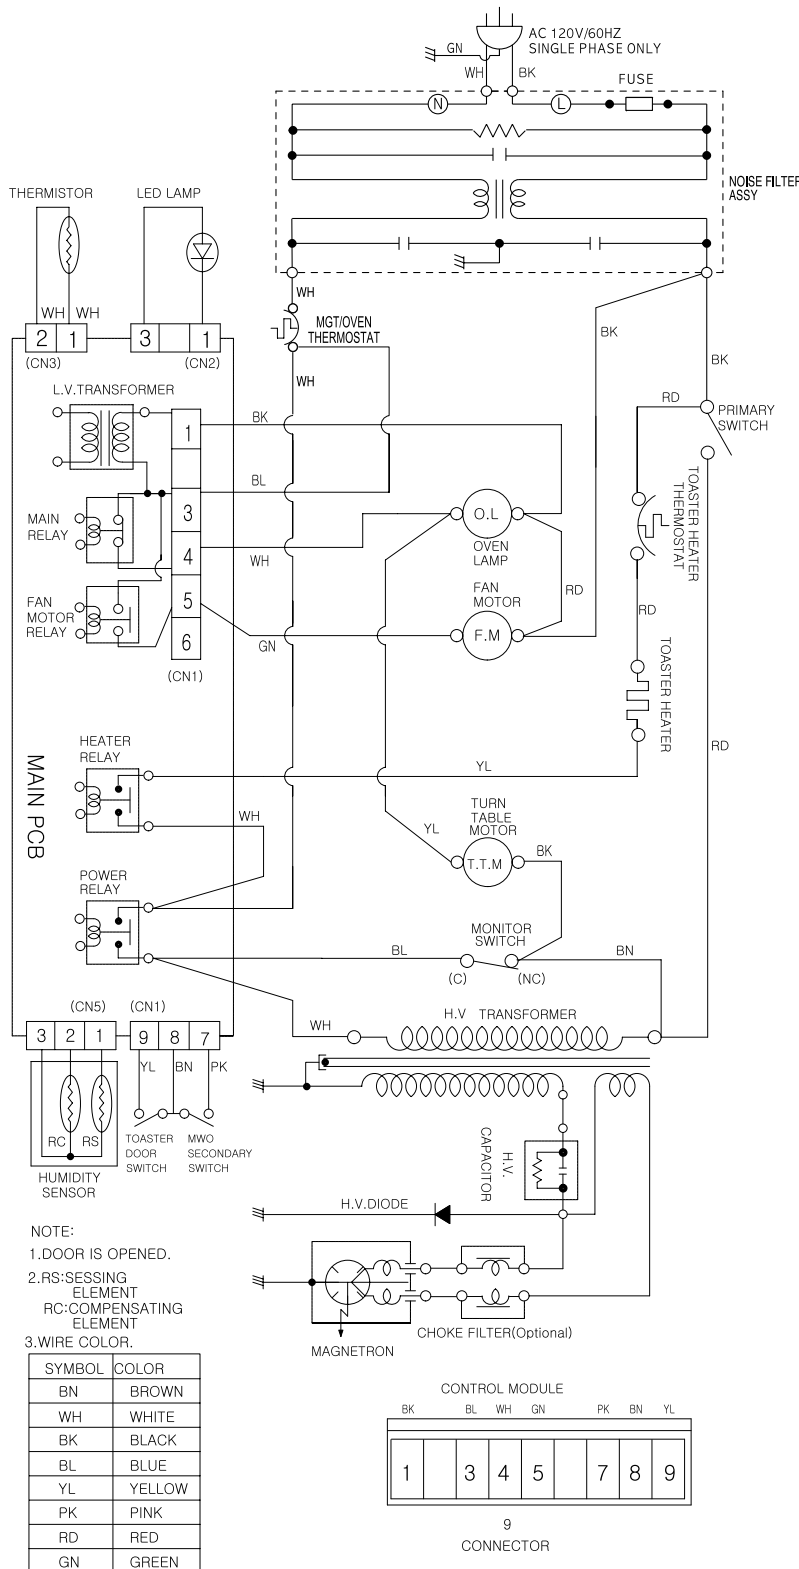 AC 120V/60HZ
SINGLE PHASE ONLY
GN
WH
BK
FUSE
N
L
NOISE FILTER
ASSY
THERMISTOR
LED LAMP
WH
WH
WH
2
1
3
1
(CN3)
(CN2)
MGT/OVEN
THERMOSTAT
BK
BK
WH
L.V.TRANSFORMER
RD
PRIMARY
SWITCH
1
BK
BL
3
MAIN
RELAY
O.L
OVEN
LAMP
TOASTER HEATER
THERMOSTAT
4
WH
FAN
MOTOR
RELAY
5
FAN
MOTOR
RD
RD
F.M
6
GN
(CN1)
TOASTER HEATER
MAIN PCB
HEATER
RELAY
RD
YL
WH
TURN
TABLE
MOTOR
YL
T.T.M
BK
POWER
RELAY
MONITOR
SWITCH
BL
BN
(C)
(NC)
(CN5)
(CN1)
H.V TRANSFORMER
WH
3
2
1
9
8
7
YL
BN
PK
RC
RS
TOASTER
DOOR
SWITCH
MWO
SECONDARY
SWITCH
HUMIDITY
SENSOR
H.V.
CAPACITOR
H.V.DIODE
NOTE:
1.DOOR IS OPENED.
2.RS:SESSING
ELEMENT
RC:COMPENSATING
ELEMENT
3.WIRE COLOR.
MAGNETRON
CHOKE FILTER(Optional)
SYMBOL COLOR
BN BROWN
WH WHITE
BK BLACK
BL BLUE
YL YELLOW
PK PINK
RD RED
GN GREEN
CONTROL MODULE
BK BL WH GN PK BN YL
1 3 4 5 7 8 9
9
CONNECTOR